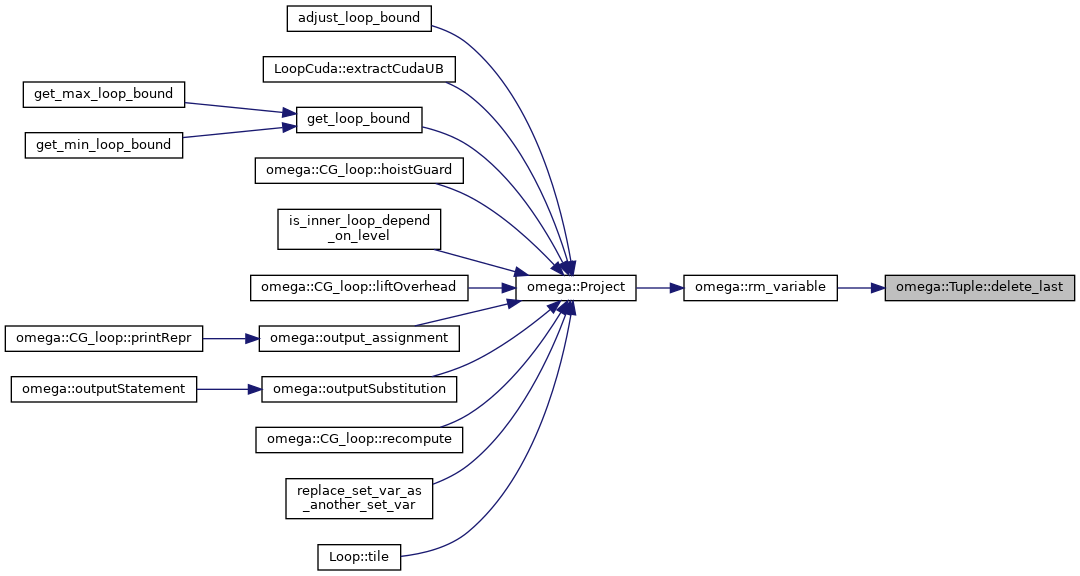 adjust_loop_bound
LoopCuda::extractCudaUB
get_max_loop_bound
get_loop_bound
get_min_loop_bound
omega::CG_loop::hoistGuard
is_inner_loop_depend
_on_level
omega::CG_loop::liftOverhead
omega::Project
omega::rm_variable
omega::Tuple::delete_last
omega::CG_loop::printRepr
omega::output_assignment
omega::outputStatement
omega::outputSubstitution
omega::CG_loop::recompute
replace_set_var_as
_another_set_var
Loop::tile